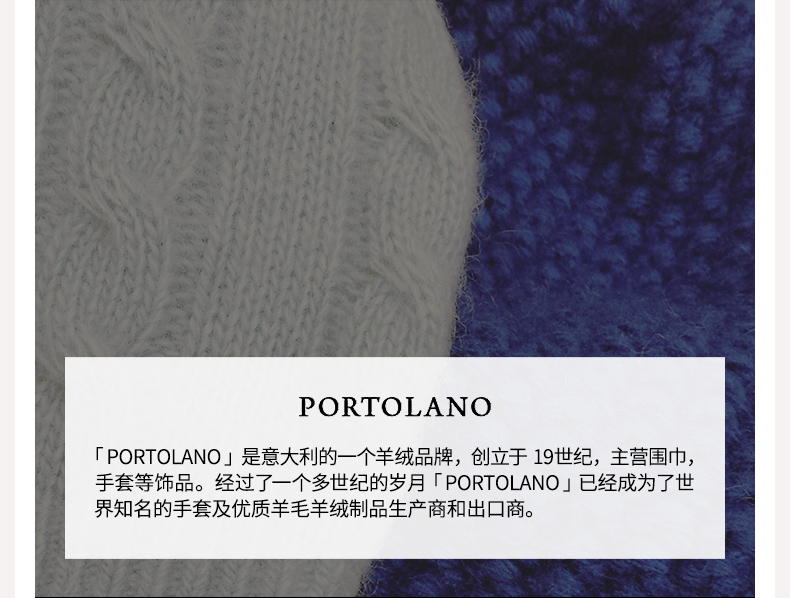 PORTOLANO
「PORTOLANO」是意大利的一个羊绒品牌，创立于 19世纪，主营围巾，
手套等饰品。经过了一个多世纪的岁月「PORTOLANO」已经成为了世
界知名的手套及优质羊毛羊绒制品生产商和出口商。